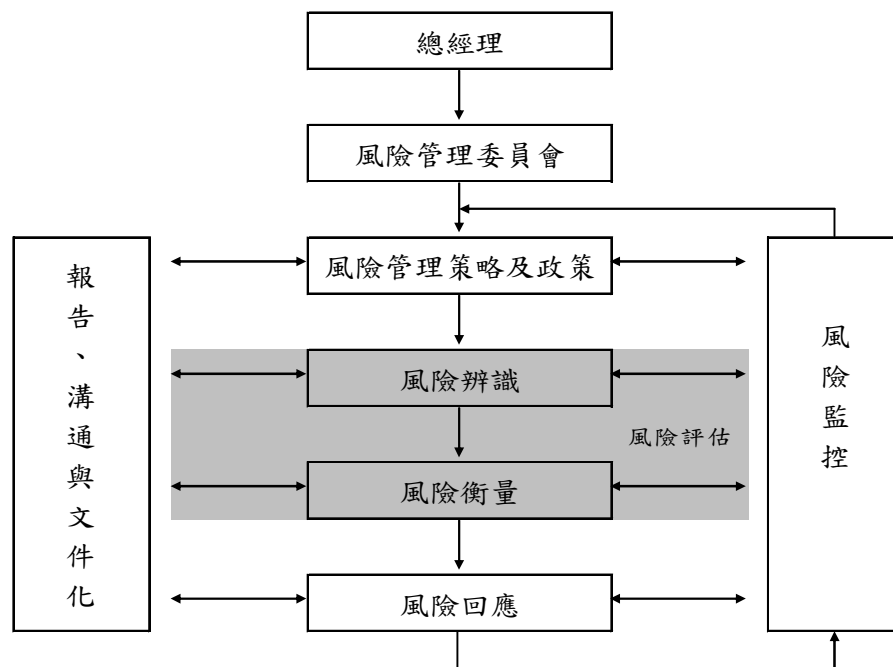 總經理
風險管理委員會
風險管理策略及政策
報告、溝通與文件化
風險監控
風險辨識
風險評估
風險衡量
風險回應